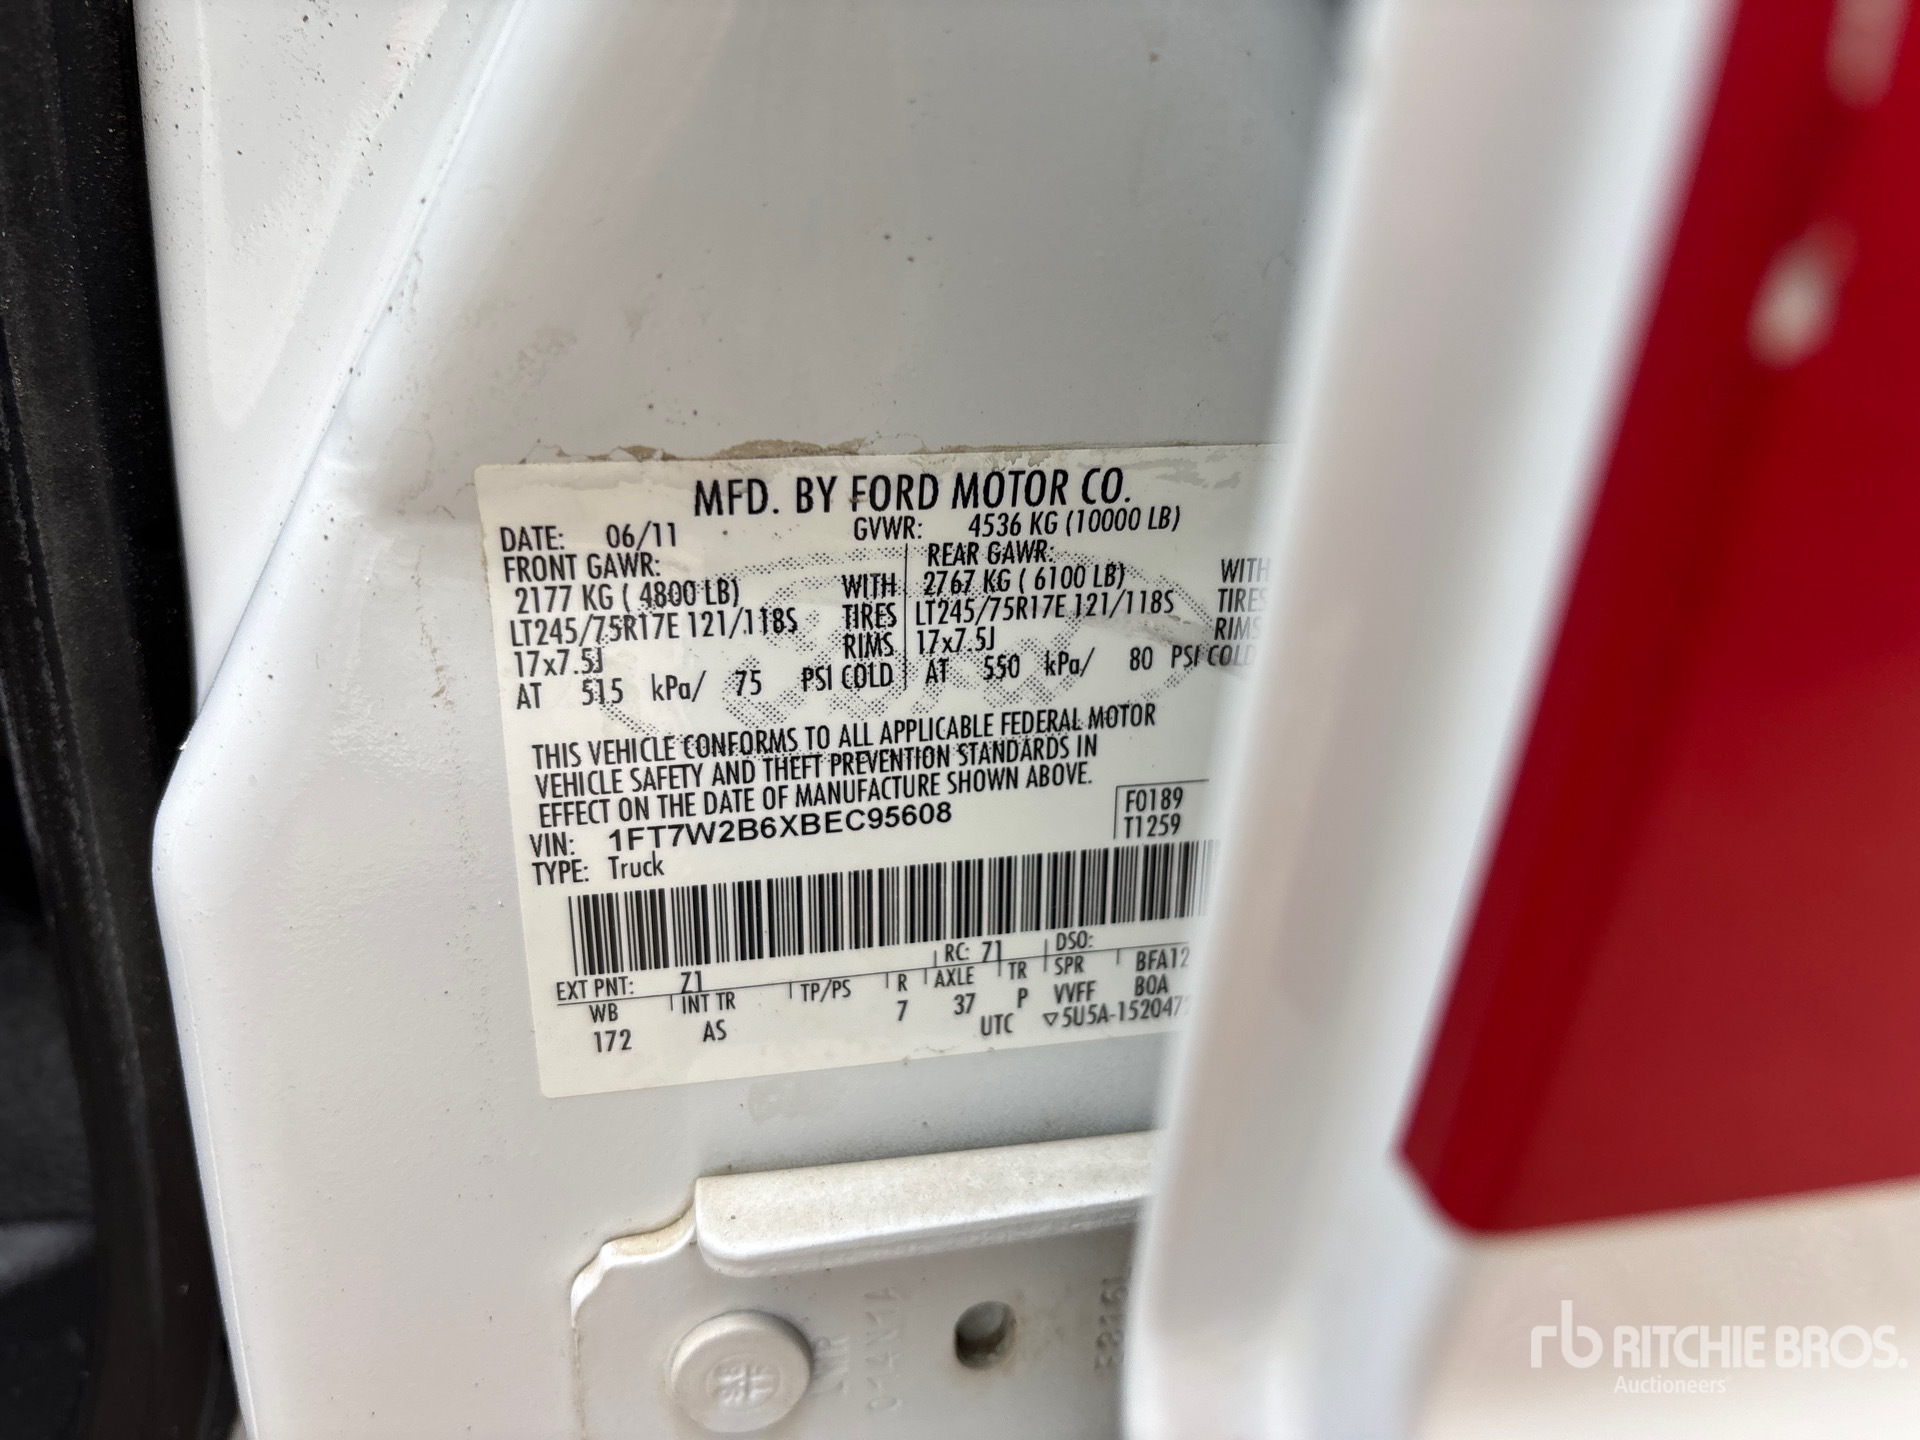 MFD. BY FORD MOTOR CO.
DATE: 06/11 GVWR: 4536 KG (10000 LB)
FRONT GAWR: REAR GAWR:
2177 KG ( 4800 LB) WITH 2767 KG ( 6100 LB) WITH
LT245/75R17E 121/118S TIRES LT245/75R17E 121/118S TIRES
17x7.5J RIMS 17x7.5J RIMS
AT 515 kPa/ 75 PSI COLD AT 550 kPa/ 80 PSI COLD
THIS VEHICLE CONFORMS TO ALL APPLICABLE FEDERAL MOTOR
VEHICLE SAFETY AND THEFT PREVENTION STANDARDS IN
EFFECT ON THE DATE OF MANUFACTURE SHOWN ABOVE.
VIN: 1FT7W2B6XBEC95608 F0189
TYPE: Truck T1259
EXT PNT: Z1 RC: 71 DSO:
WB INT TR TP/PS R AXLE TR SPR BFA12
172 AS 7 37 P VVFF BOA
UTC ▽5U5A-152047
rb RITCHIE BROS.
Auctioneers